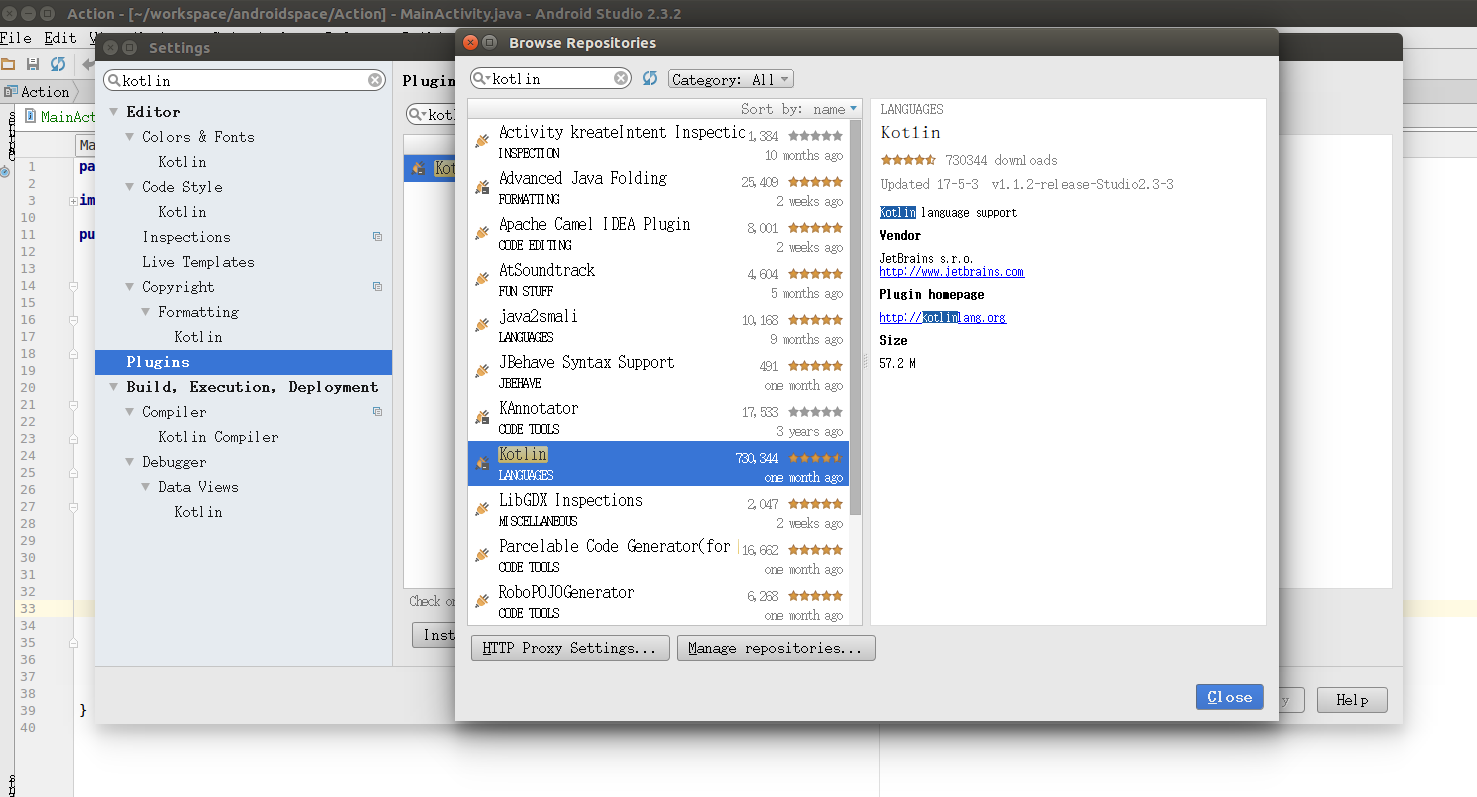 Action - [~/workspace/androidspace/Action] - MainActivity.java - Android Studio 2.3.2
File Edit
Settings
Browse Repositories
Action
MainAct
Ma
1
2
3
10
11
12
13
14
15
16
17
18
19
20
21
22
23
24
25
26
27
28
29
30
31
32
33
34
35
36
37
38
39
40
pa
im
pu
}
kotlin
Editor
Colors & Fonts
Kotlin
Code Style
Kotlin
Inspections
Live Templates
Copyright
Formatting
Kotlin
Plugins
Build, Execution, Deployment
Compiler
Kotlin Compiler
Debugger
Data Views
Kotlin
Plugin
kotl
Kot
Check or
Inst
kotlin
Category: All
Sort by: name
Activity kreateIntent Inspectio 1,384
INSPECTION 10 months ago
Advanced Java Folding 25,409
FORMATTING 2 weeks ago
Apache Camel IDEA Plugin 8,001
CODE EDITING 2 weeks ago
AtSoundtrack 4,604
FUN STUFF 5 months ago
java2smali 10,163
LANGUAGES 9 months ago
JBehave Syntax Support 491
JBEHAVE one month ago
KAnnotator 17,533
CODE TOOLS 3 years ago
Kotlin 730,344
LANGUAGES one month ago
LibGDX Inspections 2,047
MISCELLANEOUS 2 weeks ago
Parcelable Code Generator(for 16,662
CODE TOOLS one month ago
RoboPOJOGenerator 6,263
CODE TOOLS one month ago
LANGUAGES
Kotlin
730344 downloads
Updated 17-5-3 v1.1.2-release-Studio2.3-3
Kotlin language support
Vendor
JetBrains s.r.o.
http://www.jetbrains.com
Plugin homepage
http://kotlinlang.org
Size
57.2 M
HTTP Proxy Settings...
Manage repositories...
Close
y
Help